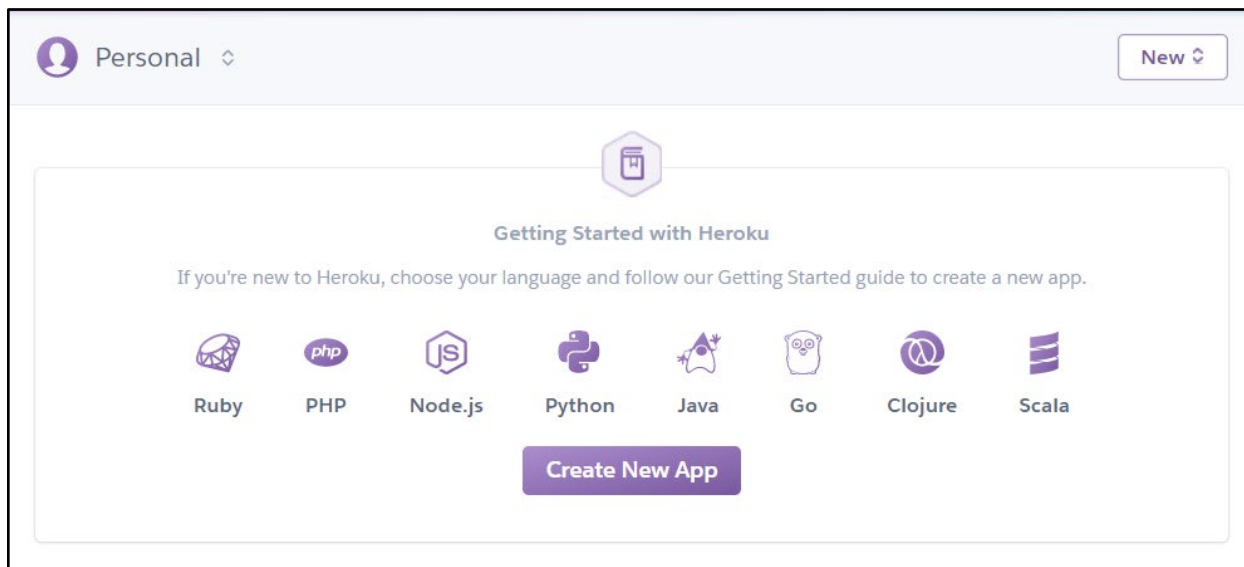 Personal
New
Getting Started with Heroku
If you're new to Heroku, choose your language and follow our Getting Started guide to create a new app.
php
JS
Ruby PHP Node.js Python Java Go Clojure Scala
Create New App